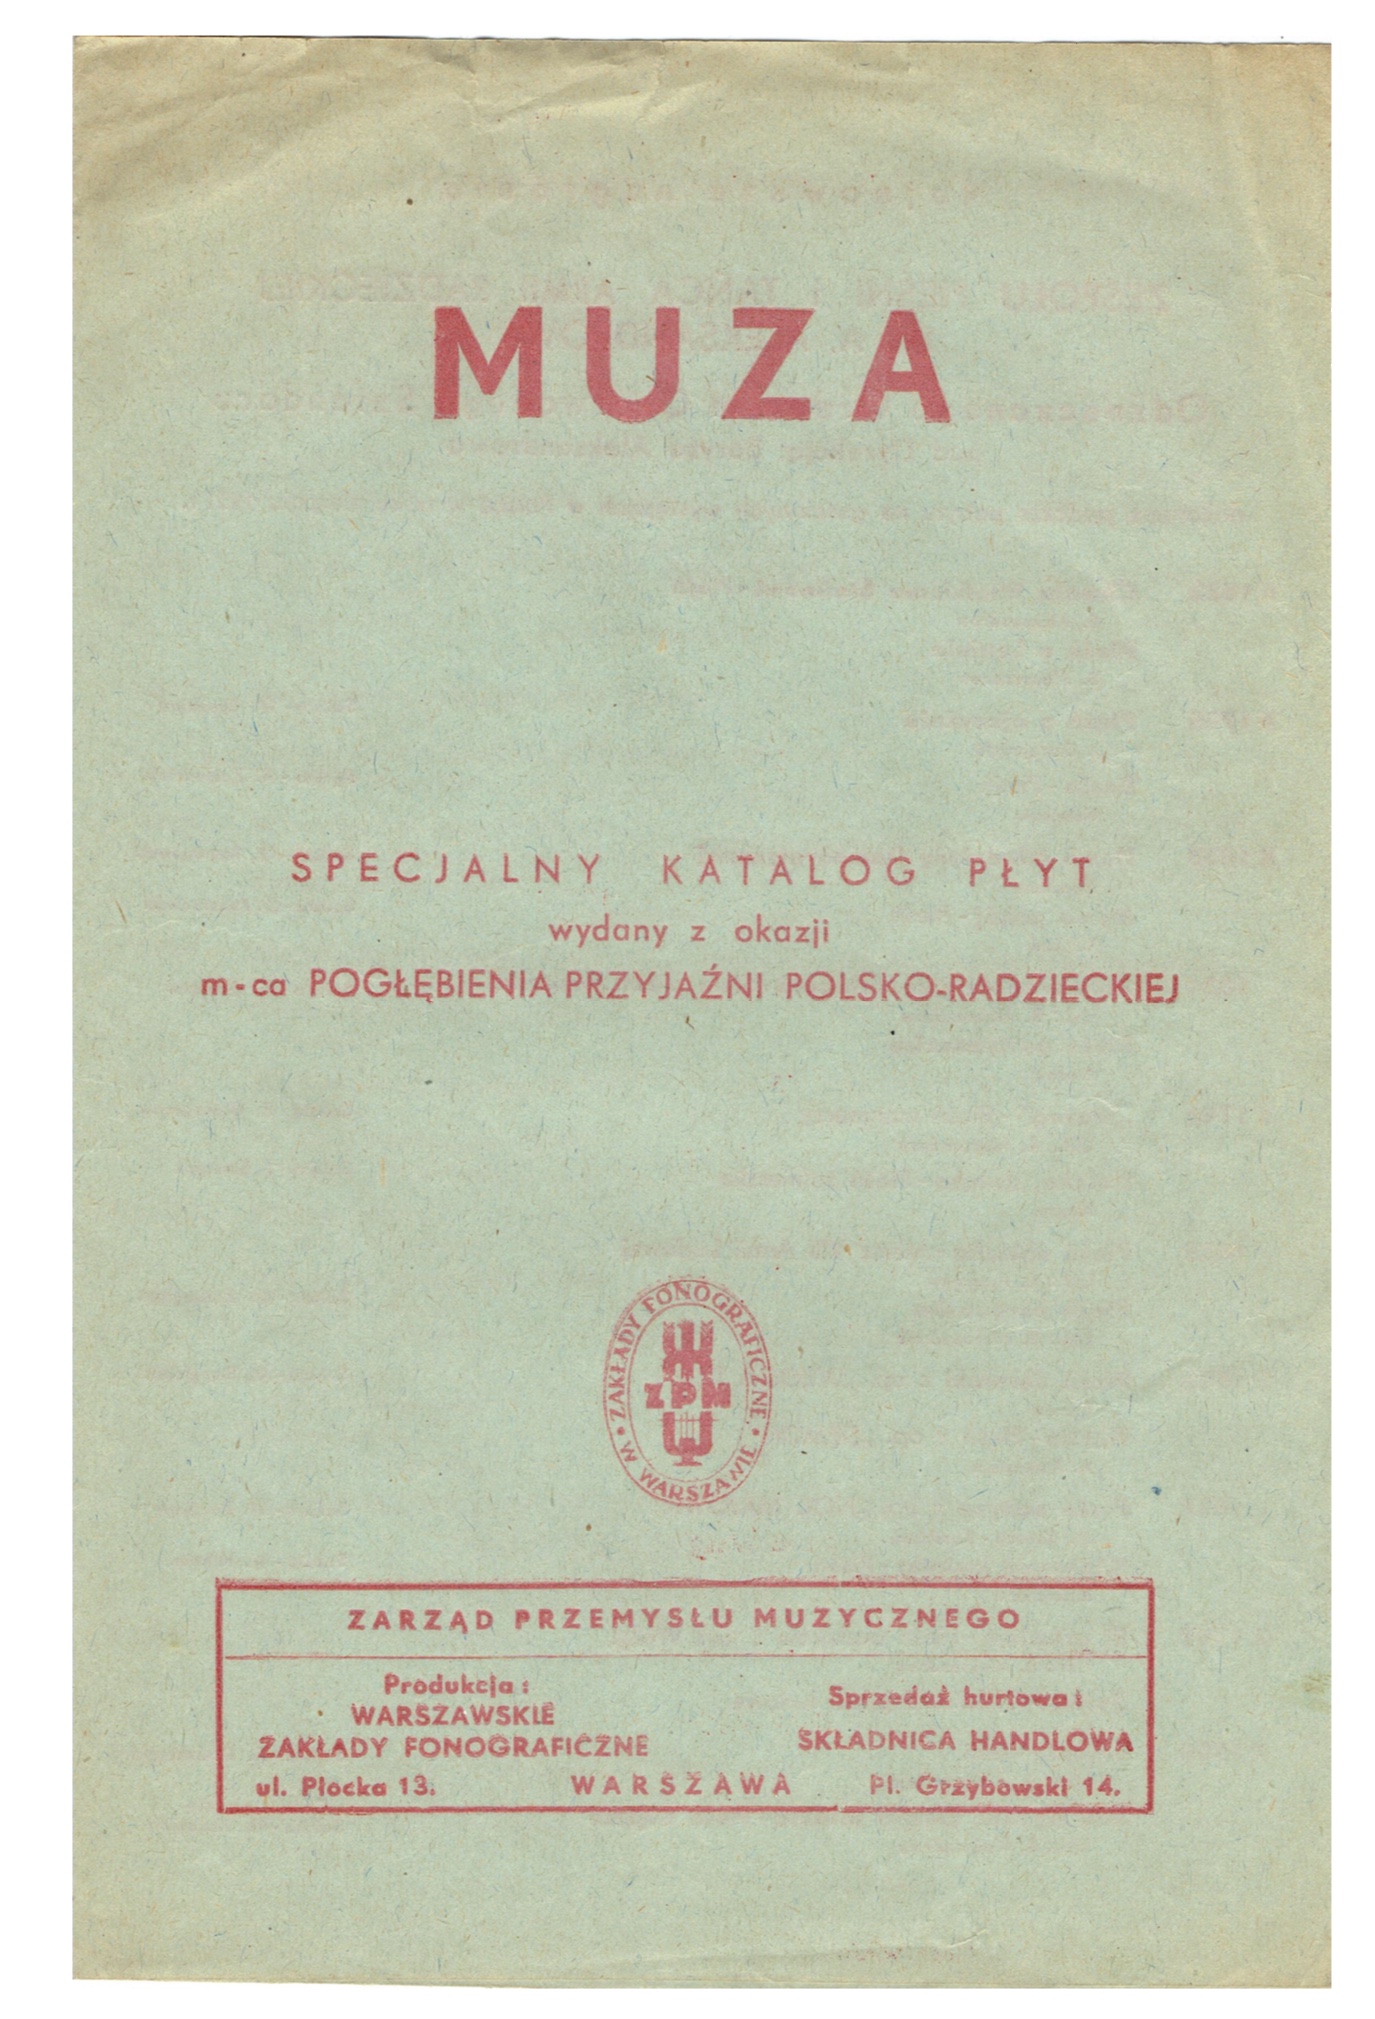 MUZA
SPECJALNY KATALOG PŁYT
wydany z okazji
m-ca POGŁĘBIENIA PRZYJAŹNI POLSKO-RADZIECKIEJ
ZAKŁADY FONOGRAFICZNE
ZPM
W WARSZAWIE
ZARZĄD PRZEMYSŁU MUZYCZNEGO
Produkcja:
WARSZAWSKIE
ZAKŁADY FONOGRAFICZNE
ul. Płocka 13.
Sprzedaż hurtowa:
SKŁADNICA HANDLOWA
WARSZAWA
Pl. Grzybowski 14.